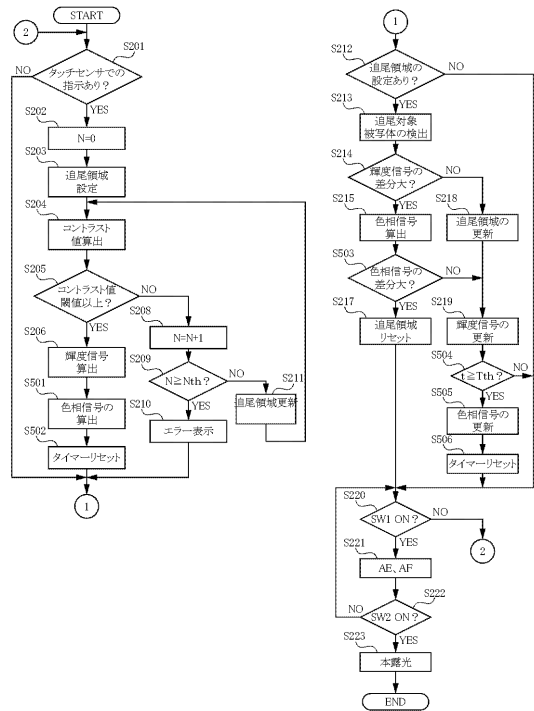 START
2
S201
タッチセンサでの
指示あり?
NO
YES
S202
N=0
S203
追尾領域
設定
S204
コントラスト
値算出
S205
コントラスト値
閾値以上?
NO
YES
S206
輝度信号
算出
S501
色相信号の
算出
S502
タイマーリセット
1
S208
N=N+1
S209
N≧Nth?
NO
YES
S210
エラー表示
S211
追尾領域更新
1
S212
追尾領域の
設定あり?
NO
YES
S213
追尾対象
被写体の検出
S214
輝度信号の
差分大?
NO
YES
S215
色相信号
算出
S503
色相信号の
差分大?
NO
YES
S217
追尾領域
リセット
S218
追尾領域の
更新
S219
輝度信号の
更新
S504
t≧Tth?
NO
YES
S505
色相信号の
更新
S506
タイマーリセット
S220
SW1 ON?
NO
YES
2
S221
AE、AF
S222
SW2 ON?
NO
YES
S223
本露光
END